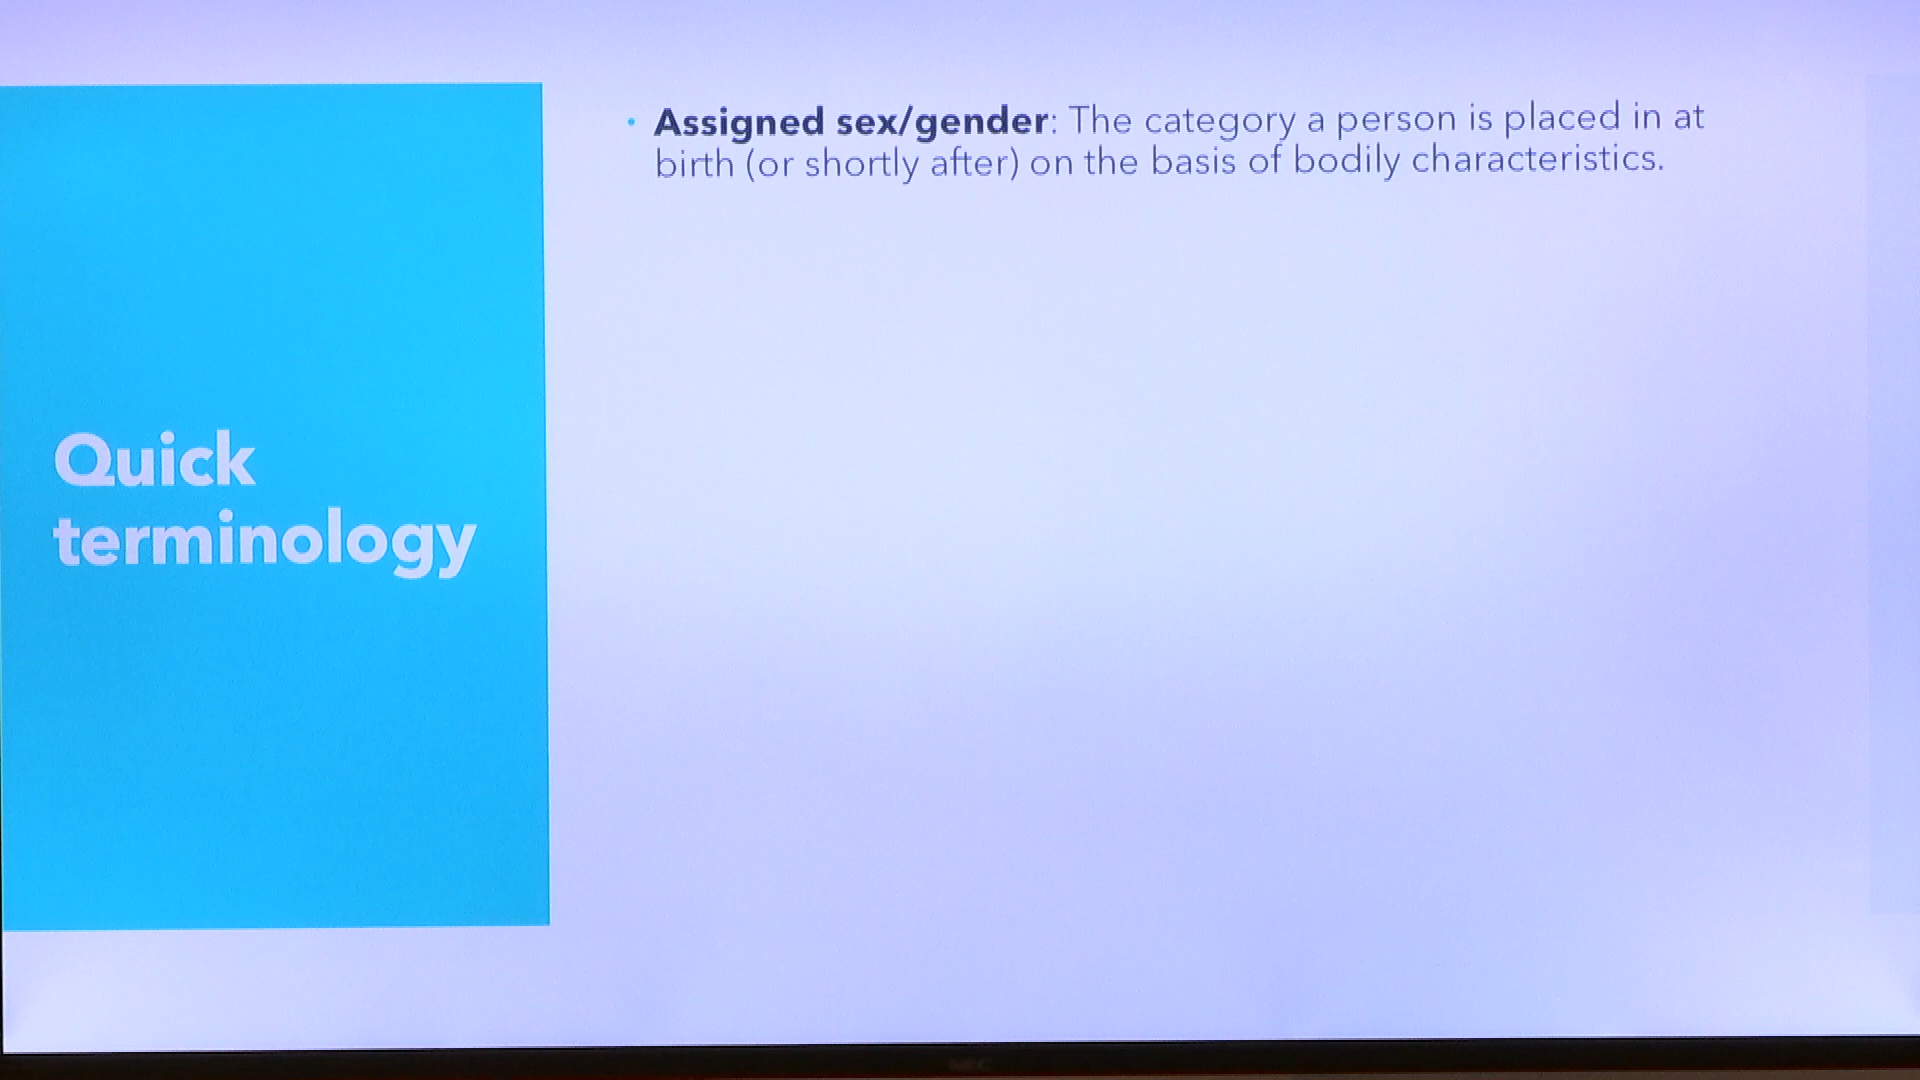 Quick
terminology
• Assigned sex/gender: The category a person is placed in at
birth (or shortly after) on the basis of bodily characteristics.
NEC